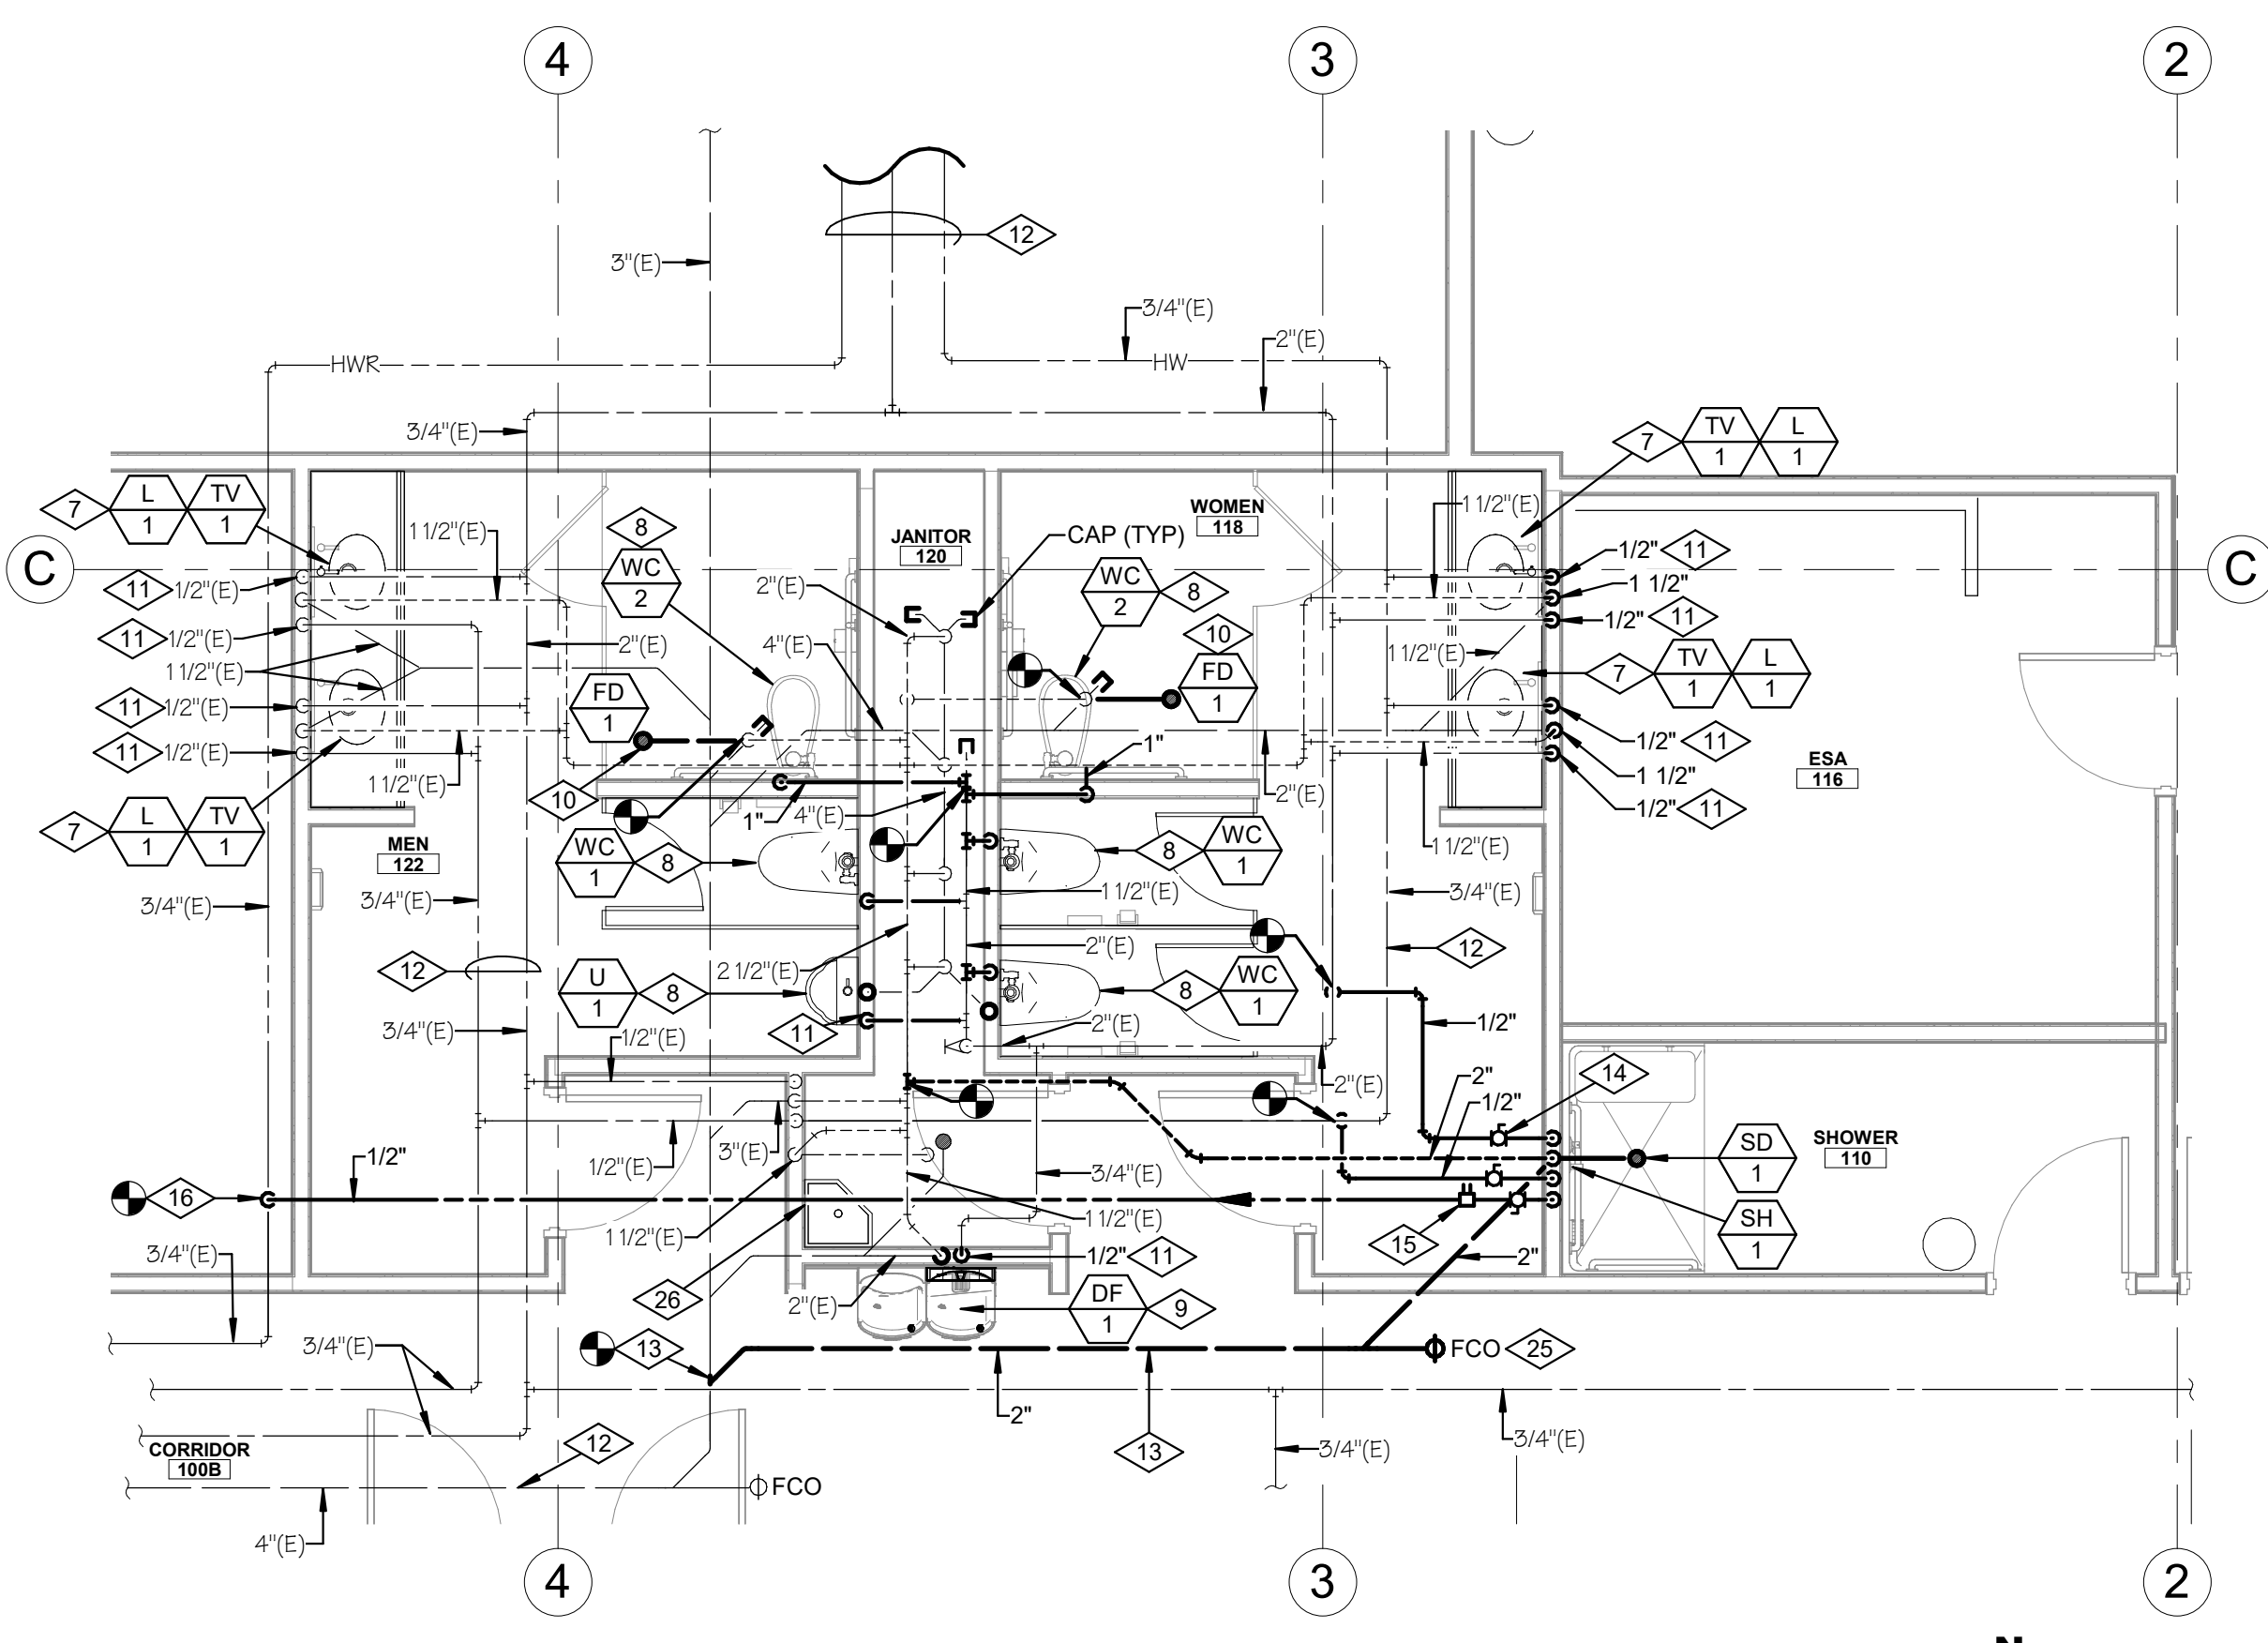 4
3
2
12
3"(E)
3/4"(E)
2"(E)
HWR
HW
3/4"(E)
7
TV
1
L
1
7
L
1
TV
1
1 1/2"(E)
8
WC
2
JANITOR
120
WOMEN
118
CAP (TYP)
1 1/2"(E)
C
C
11
1/2"(E)
2"(E)
WC
2
8
1/2"
11
1 1/2"
11
1/2"(E)
2"(E)
4"(E)
10
1/2"
11
1 1/2"(E)
1 1/2"(E)
7
TV
1
L
1
FD
1
FD
1
11
1/2"(E)
11
1/2"(E)
1"
1/2"
11
ESA
116
1 1/2"
1 1/2"(E)
10
2"(E)
1/2"
11
7
L
1
TV
1
1"
4"(E)
MEN
122
WC
1
8
8
WC
1
1 1/2"(E)
3/4"(E)
3/4"(E)
1 1/2"(E)
3/4"(E)
12
2"(E)
12
2 1/2"(E)
U
1
8
8
WC
1
3/4"(E)
1/2"(E)
11
2"(E)
1/2"
2"(E)
2"
14
1/2"
SD
1
SHOWER
110
1/2"
1/2"(E)
3"(E)
3/4"(E)
16
SH
1
3/4"(E)
1 1/2"(E)
1 1/2"(E)
15
1/2"
11
2"
26
2"(E)
DF
1
9
3/4"(E)
13
FCO
25
2"
13
3/4"(E)
3/4"(E)
CORRIDOR
100B
12
FCO
4"(E)
4
3
2
N